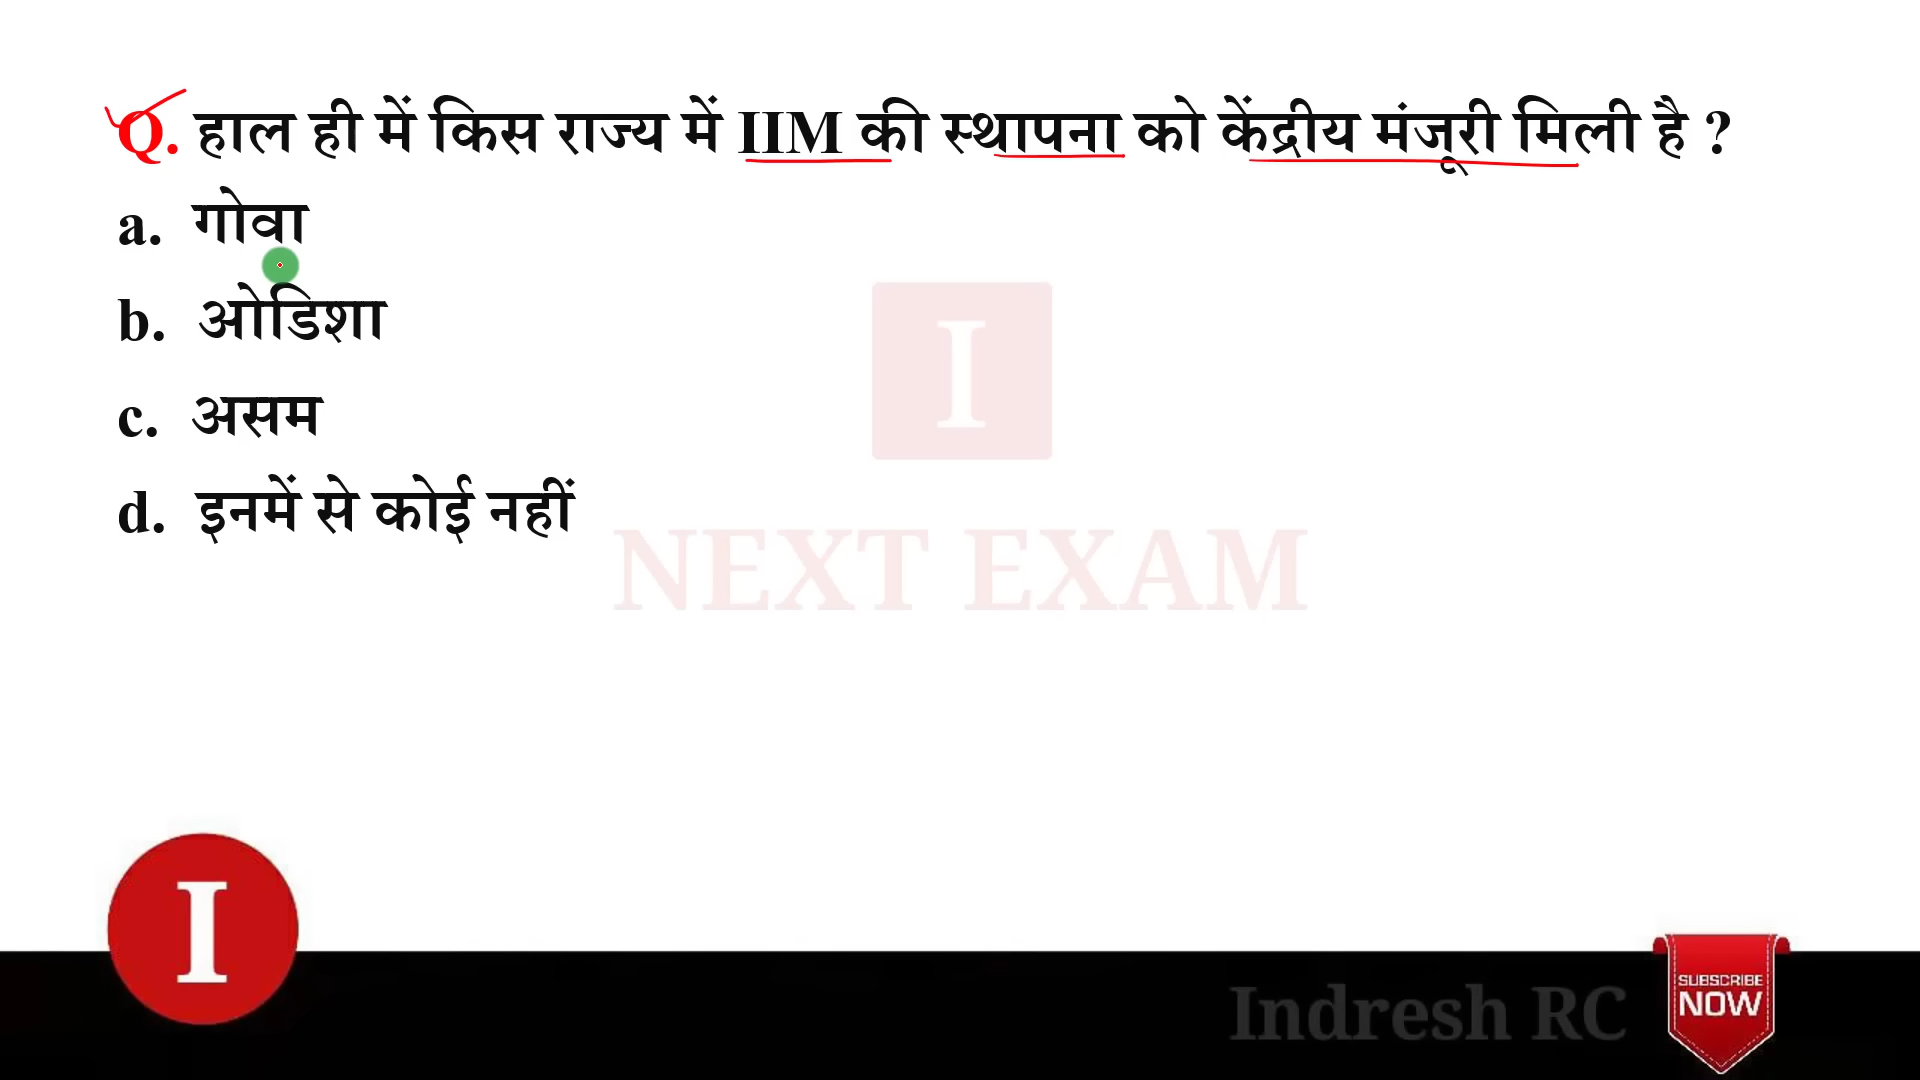 Q. हाल ही में किस राज्य में IIM की स्थापना को केंद्रीय मंजूरी मिली है ?
a. गोवा
b. ओडिशा
c. असम
d. इनमें से कोई नहीं
I
NEXT EXAM
I
Indresh RC
SUBSCRIBE
NOW